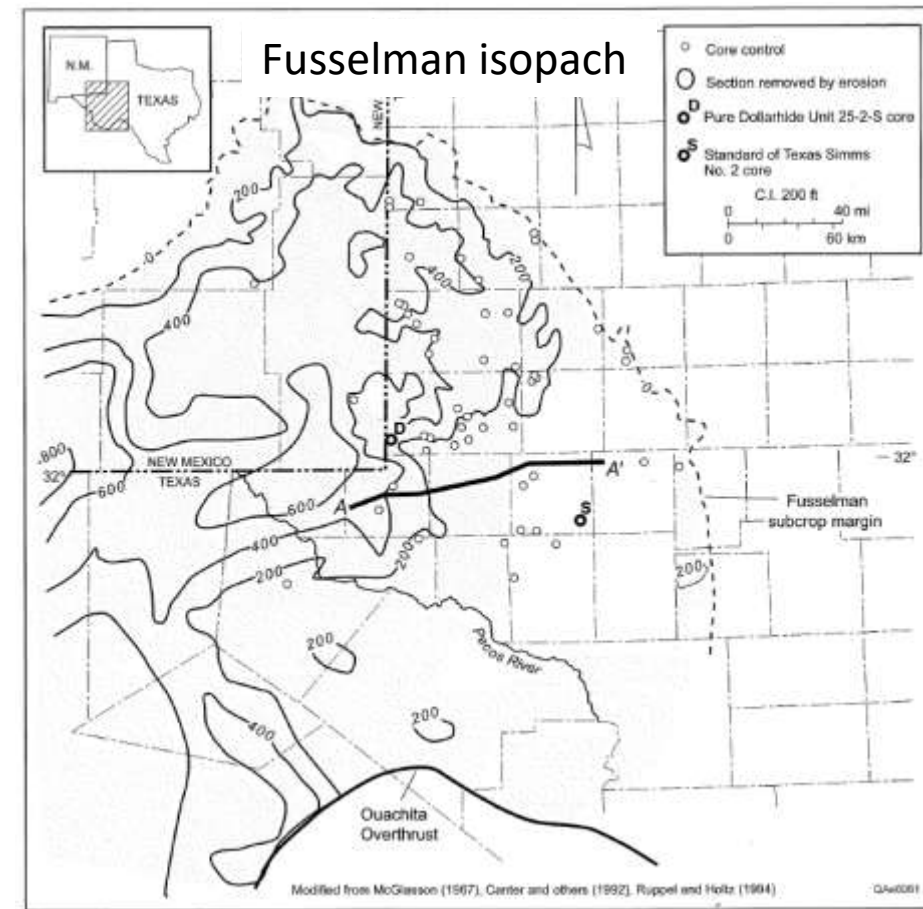 Fusselman isopach
N.M.
TEXAS
NEW
Core control
Section removed by erosion
D
Pure Dollarhide Unit 25-2-S core
S
Standard of Texas Simms
No. 2 core
C.I. 200 ft
0 40 mi
0 60 km
200
0
400
200
400
400
0
D
800
32°
NEW MEXICO
TEXAS
600
A
600
A'
32°
S
Fusselman
subcrop margin
400
200
200
200
200
Pecos River
400
200
Ouachita
Overthrust
Modified from McGlasson (1967), Canter and others (1992), Ruppel and Holtz (1994)